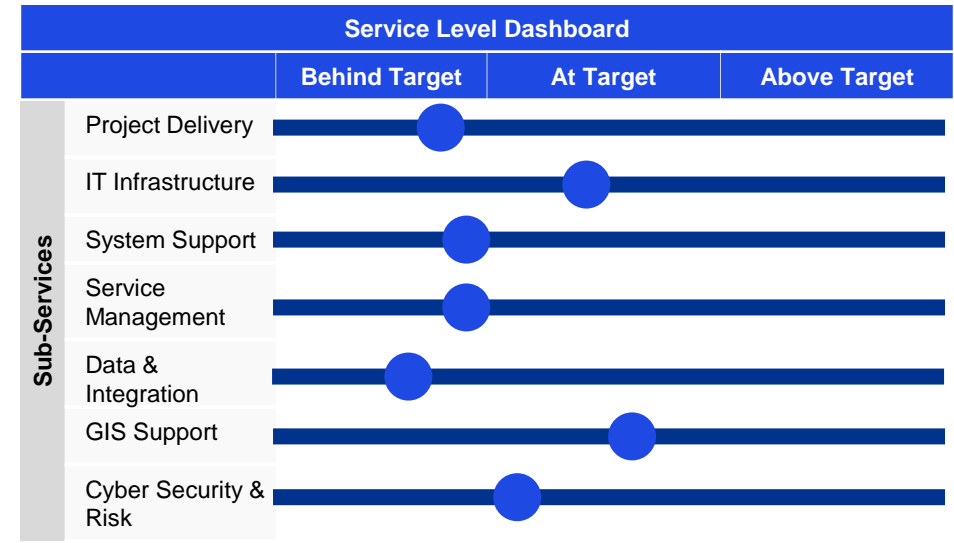 Service Level Dashboard
Behind Target
At Target
Above Target
Sub-Services
Project Delivery
IT Infrastructure
System Support
Service
Management
Data &
Integration
GIS Support
Cyber Security &
Risk